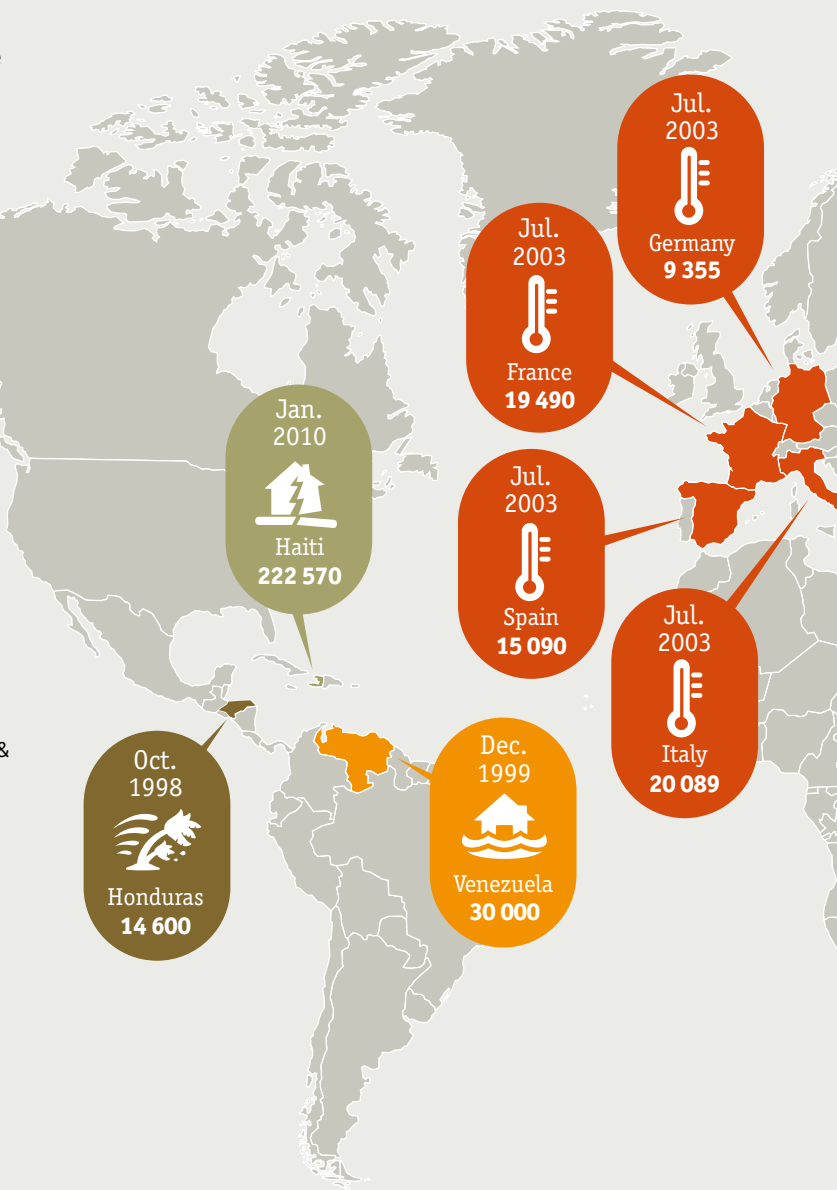 Jul.
2003
Germany
9 355
Jul.
2003
France
19 490
Jan.
2010
Haiti
222 570
Jul.
2003
Spain
15 090
Jul.
2003
Italy
20 089
&
Oct.
1998
Honduras
14 600
Dec.
1999
Venezuela
30 000